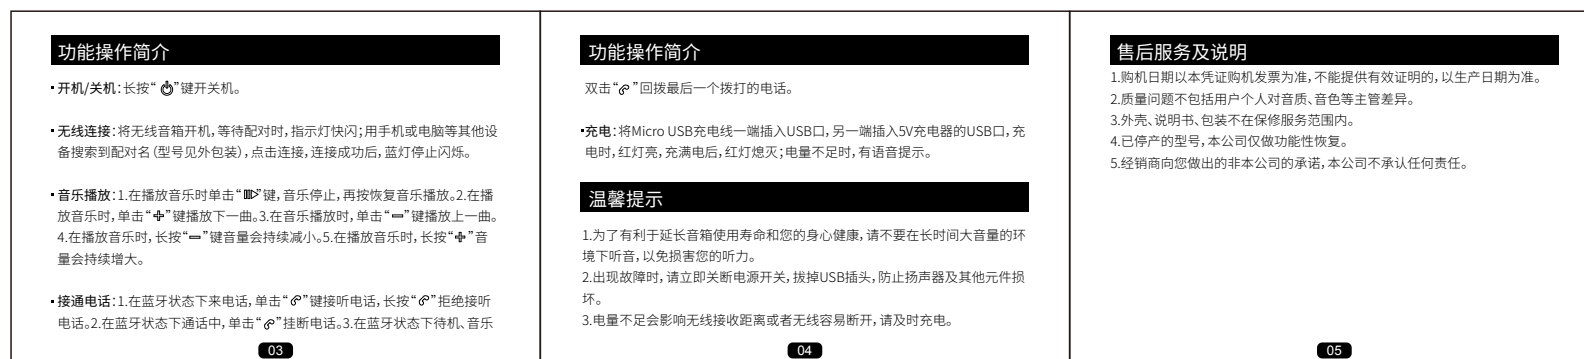 功能操作简介
▪开机/关机:长按“⏻”键开关机。
▪无线连接:将无线音箱开机,等待配对时,指示灯快闪;用手机或电脑等其他设
备搜索到配对名(型号见外包装),点击连接,连接成功后,蓝灯停止闪烁。
▪音乐播放:1.在播放音乐时单击“▯▯▷”键,音乐停止,再按恢复音乐播放。2.在播
放音乐时,单击“✚”键播放下一曲。3.在音乐播放时,单击“━”键播放上一曲。
4.在播放音乐时,长按“━”键音量会持续减小。5.在播放音乐时,长按“✚”音
量会持续增大。
▪接通电话:1.在蓝牙状态下来电话,单击“✆”键接听电话,长按“✆”拒绝接听
电话。2.在蓝牙状态下通话中,单击“✆”挂断电话。3.在蓝牙状态下待机、音乐
03
功能操作简介
双击“✆”回拨最后一个拨打的电话。
▪充电:将Micro USB充电线一端插入USB口,另一端插入5V充电器的USB口,充
电时,红灯亮,充满电后,红灯熄灭;电量不足时,有语音提示。
温馨提示
1.为了有利于延长音箱使用寿命和您的身心健康,请不要在长时间大音量的环
境下听音,以免损害您的听力。
2.出现故障时,请立即关断电源开关,拔掉USB插头,防止扬声器及其他元件损
坏。
3.电量不足会影响无线接收距离或者无线容易断开,请及时充电。
04
售后服务及说明
1.购机日期以本凭证购机发票为准,不能提供有效证明的,以生产日期为准。
2.质量问题不包括用户个人对音质、音色等主管差异。
3.外壳、说明书、包装不在保修服务范围内。
4.已停产的型号,本公司仅做功能性恢复。
5.经销商向您做出的非本公司的承诺,本公司不承认任何责任。
05